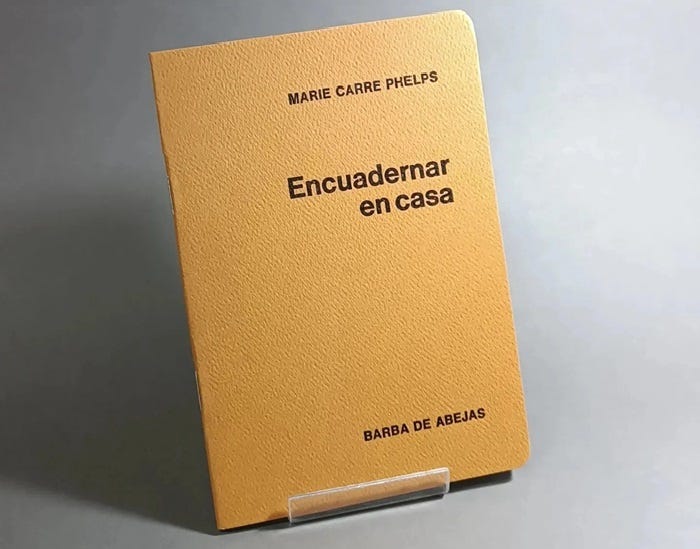 MARIE CARRE PHELPS
Encuadernar
en casa
BARBA DE ABEJAS